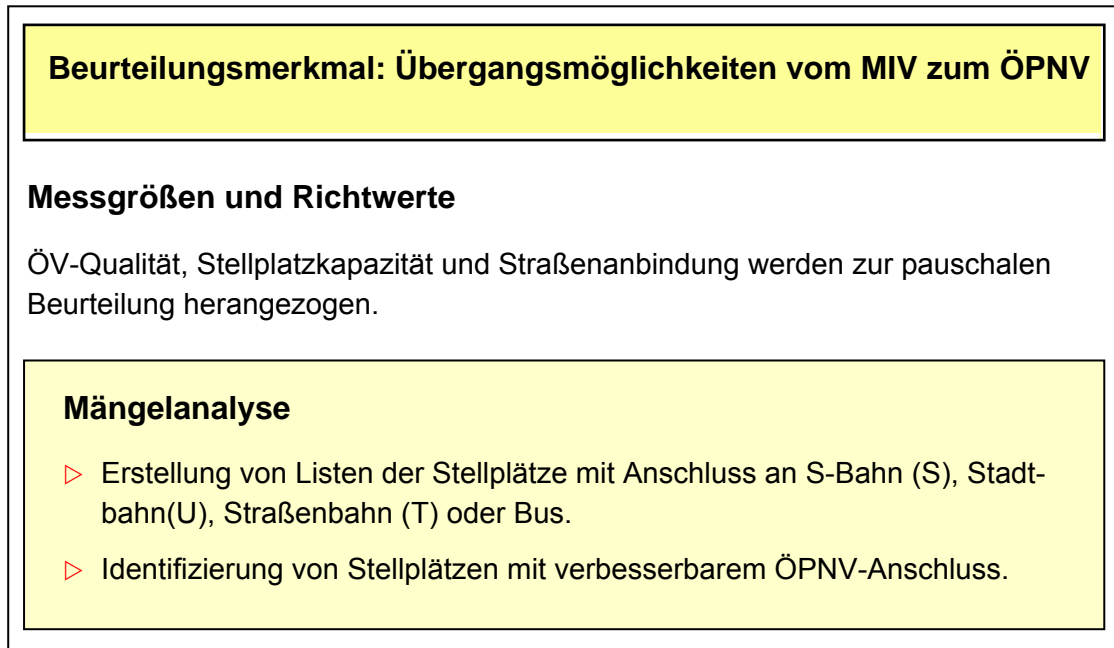 Beurteilungsmerkmal: Übergangsmöglichkeiten vom MIV zum ÖPNV
Messgrößen und Richtwerte
ÖV-Qualität, Stellplatzkapazität und Straßenanbindung werden zur pauschalen
Beurteilung herangezogen.
Mängelanalyse
▷ Erstellung von Listen der Stellplätze mit Anschluss an S-Bahn (S), Stadt-
bahn(U), Straßenbahn (T) oder Bus.
▷ Identifizierung von Stellplätzen mit verbesserbarem ÖPNV-Anschluss.